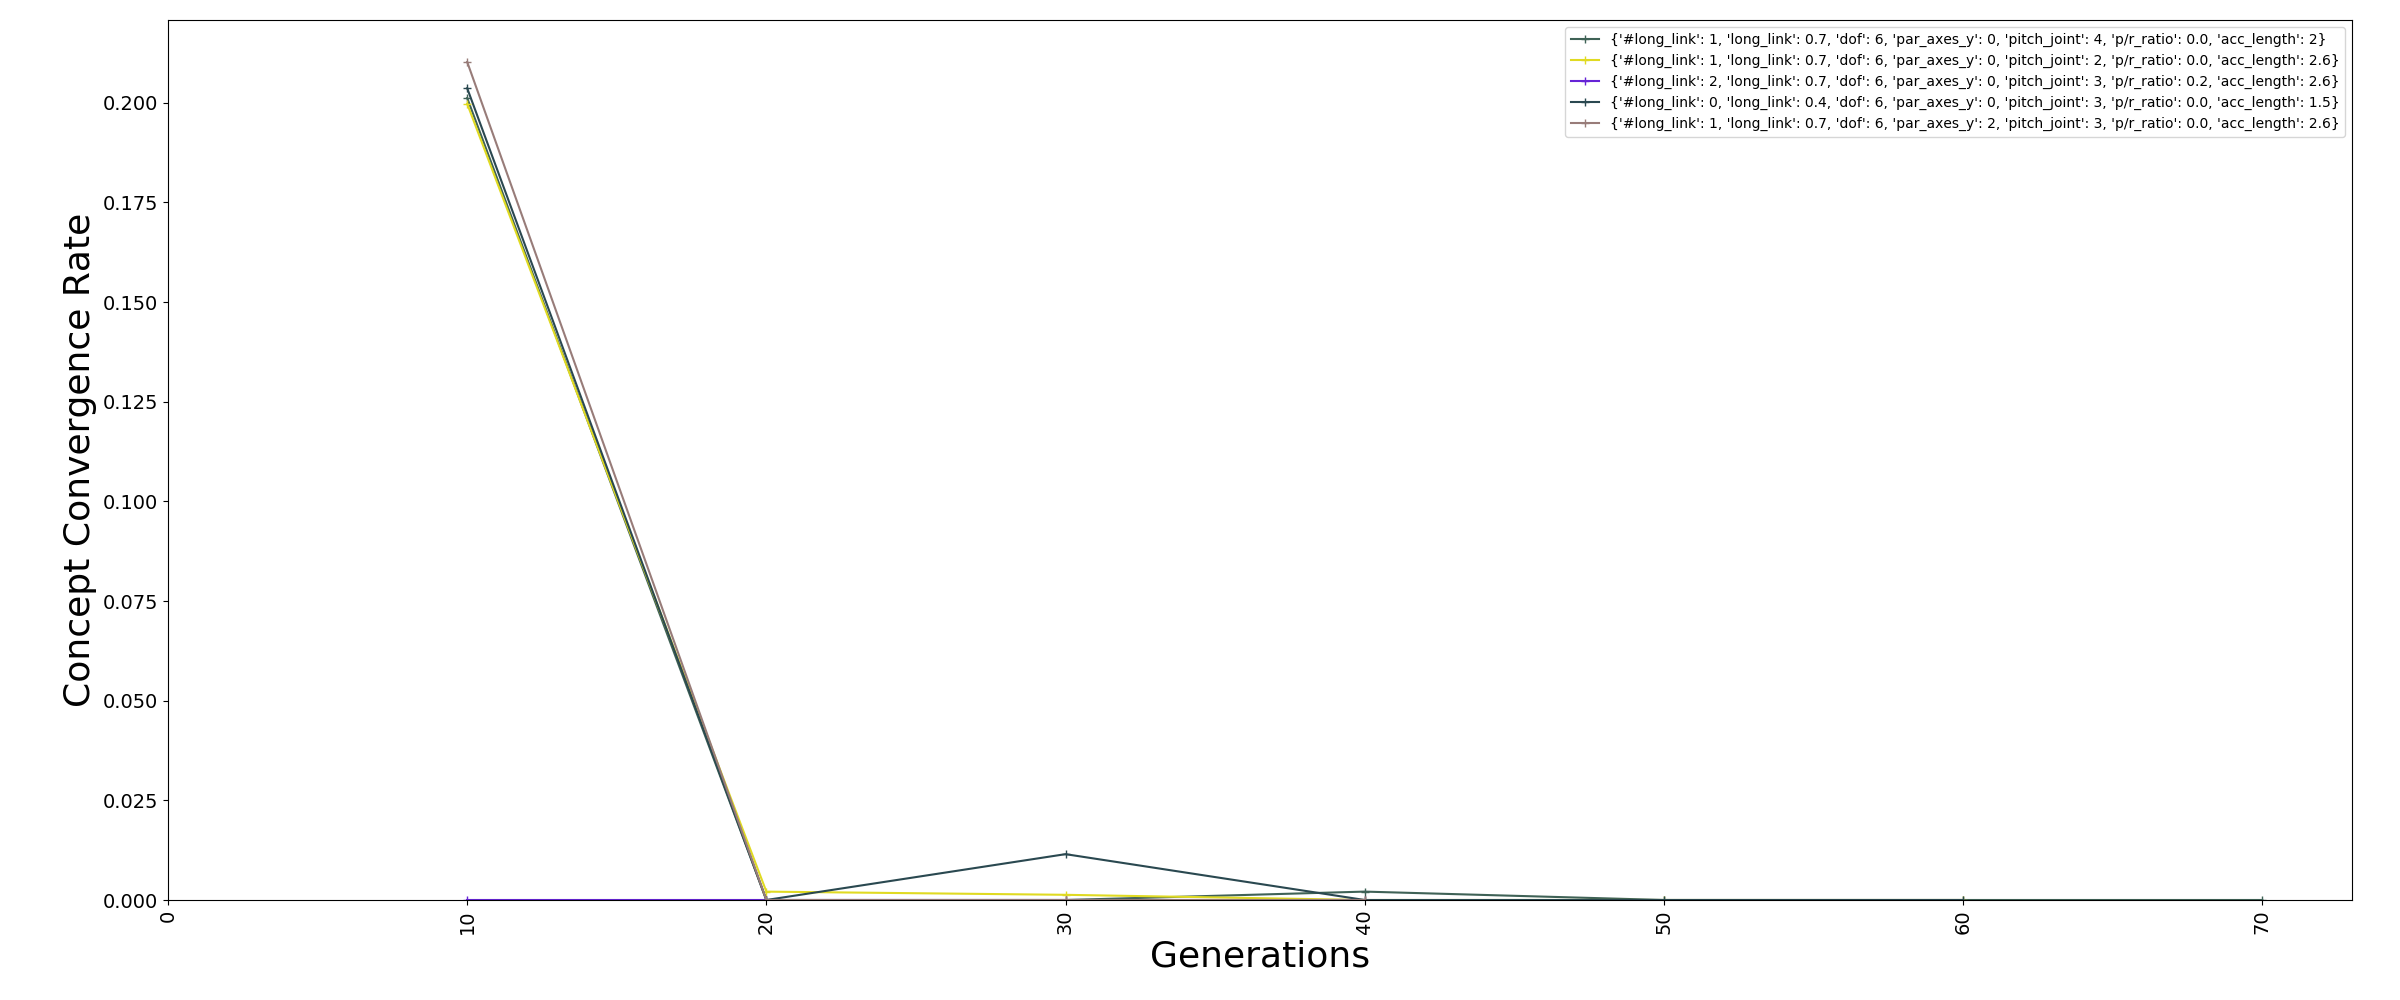 {'#long_link': 1, 'long_link': 0.7, 'dof': 6, 'par_axes_y': 0, 'pitch_joint': 4, 'p/r_ratio': 0.0, 'acc_length': 2}
{'#long_link': 1, 'long_link': 0.7, 'dof': 6, 'par_axes_y': 0, 'pitch_joint': 2, 'p/r_ratio': 0.0, 'acc_length': 2.6}
{'#long_link': 2, 'long_link': 0.7, 'dof': 6, 'par_axes_y': 0, 'pitch_joint': 3, 'p/r_ratio': 0.2, 'acc_length': 2.6}
{'#long_link': 0, 'long_link': 0.4, 'dof': 6, 'par_axes_y': 0, 'pitch_joint': 3, 'p/r_ratio': 0.0, 'acc_length': 1.5}
{'#long_link': 1, 'long_link': 0.7, 'dof': 6, 'par_axes_y': 2, 'pitch_joint': 3, 'p/r_ratio': 0.0, 'acc_length': 2.6}
Concept Convergence Rate
0.200
0.175
0.150
0.125
0.100
0.075
0.050
0.025
0.000
0
10
20
30
40
50
60
70
Generations